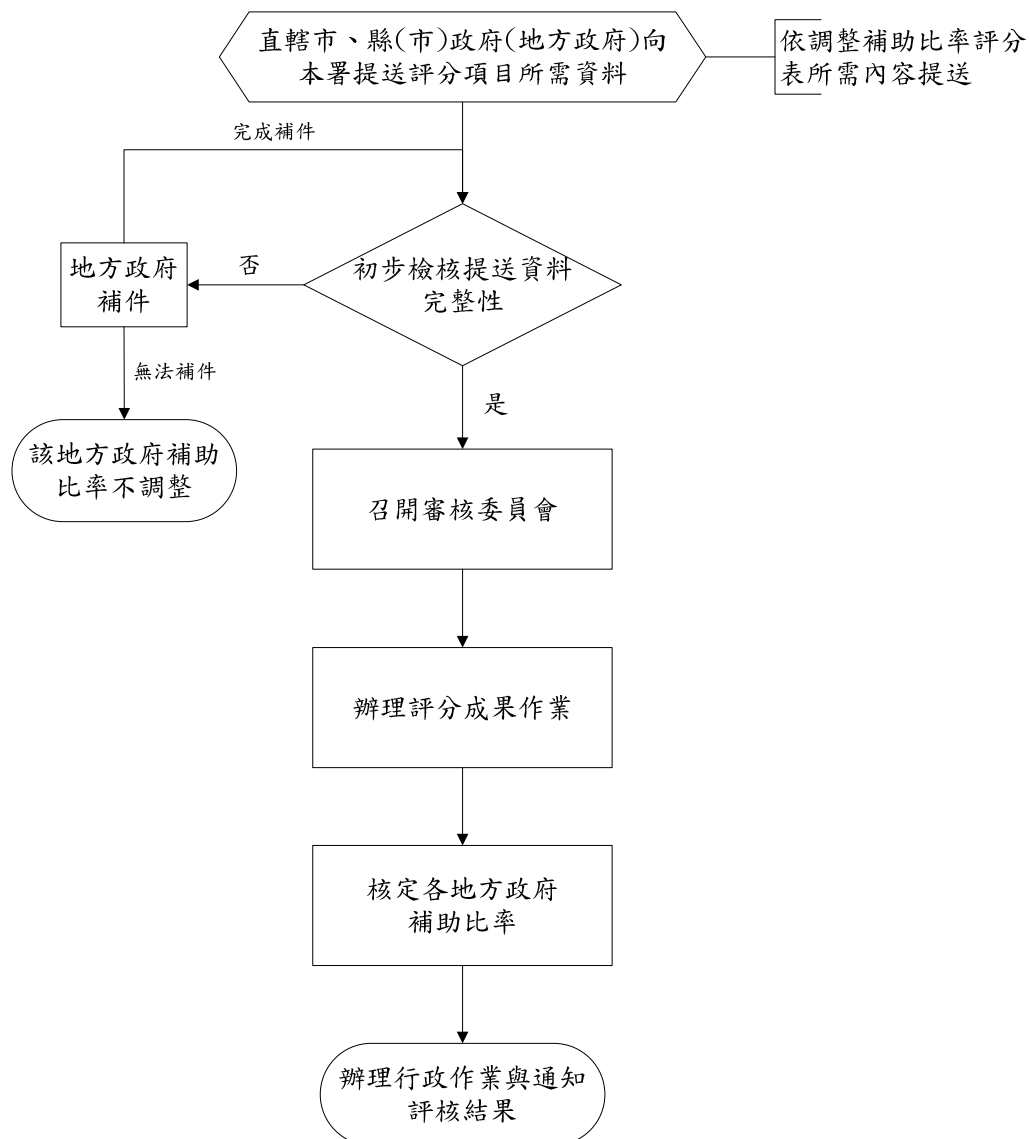 直轄市、縣(市)政府(地方政府)向
本署提送評分項目所需資料
依調整補助比率評分
表所需內容提送
完成補件
初步檢核提送資料
完整性
否
地方政府
補件
無法補件
該地方政府補助
比率不調整
是
召開審核委員會
辦理評分成果作業
核定各地方政府
補助比率
辦理行政作業與通知
評核結果